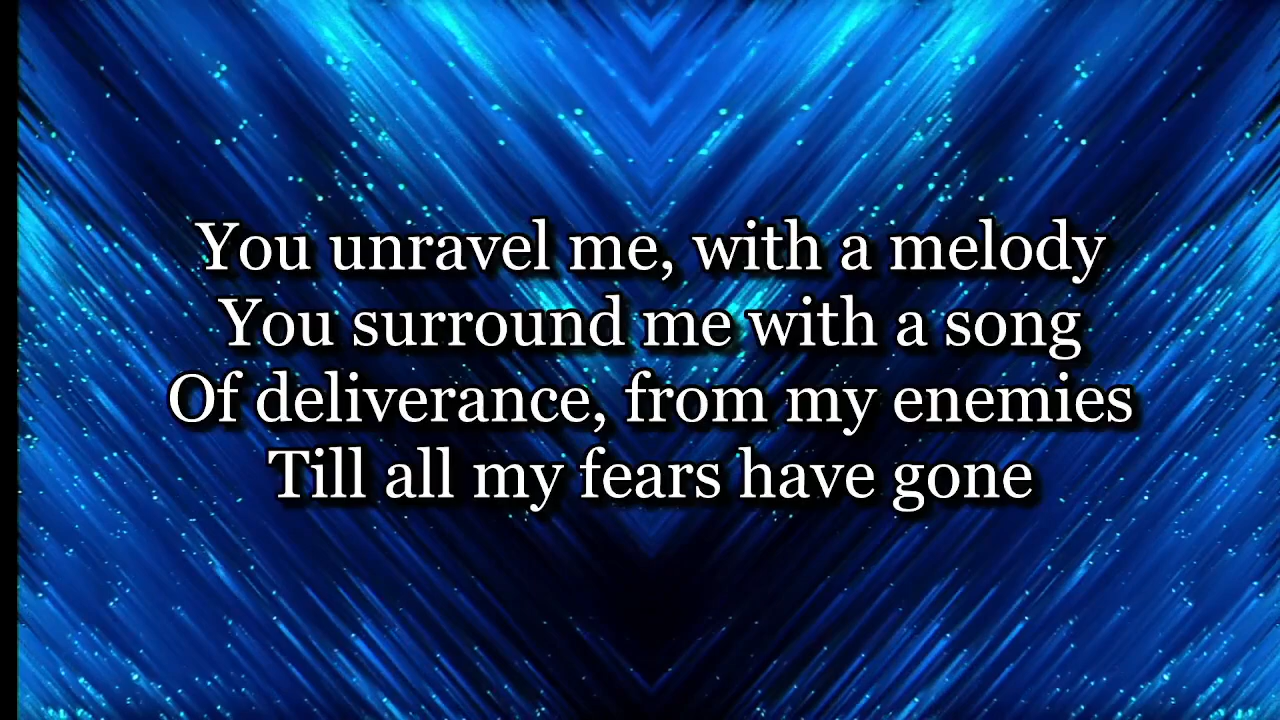 You unravel me, with a melody
You surround me with a song
Of deliverance, from my enemies
Till all my fears have gone